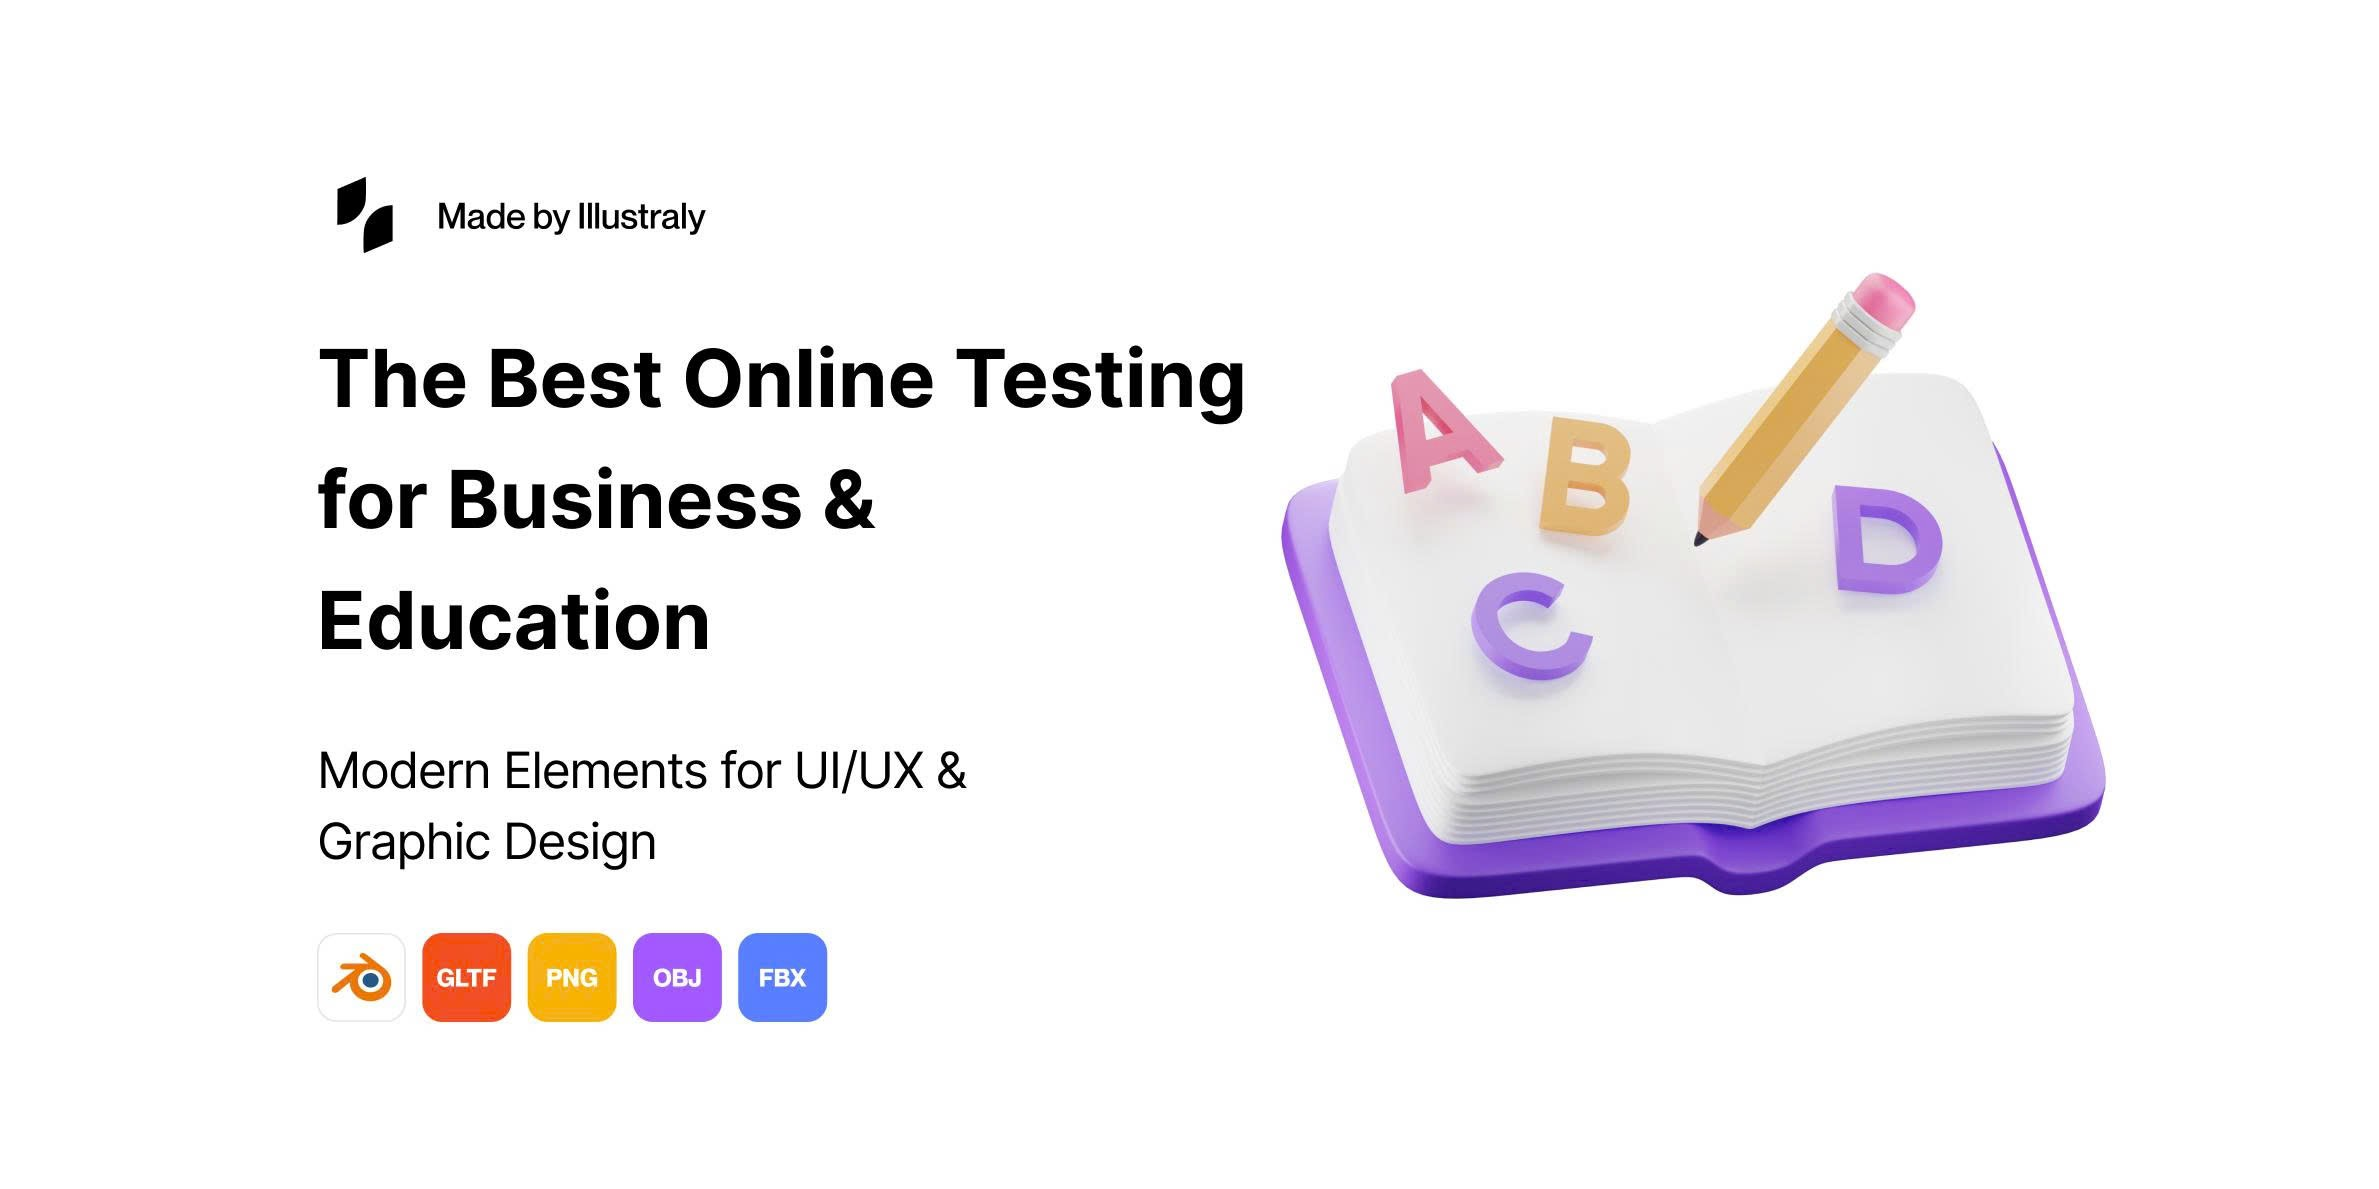 Made by Illustraly
The Best Online Testing
for Business &
Education
Modern Elements for UI/UX &
Graphic Design
GLTF PNG OBJ FBX
A B
C D